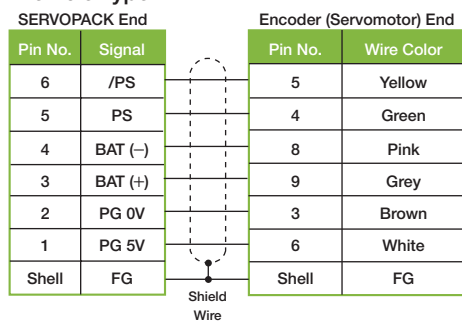 SERVOPACK End Encoder (Servomotor) End
Pin No. Signal Pin No. Wire Color
6 /PS 5 Yellow
5 PS 4 Green
4 BAT (−) 8 Pink
3 BAT (+) 9 Grey
2 PG 0V 3 Brown
1 PG 5V 6 White
Shell FG Shell FG
Shield
Wire